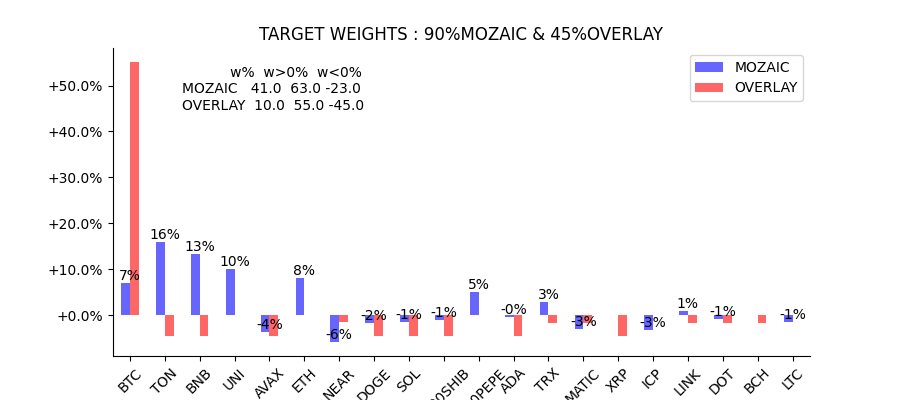 TARGET WEIGHTS : 90%MOZAIC & 45%OVERLAY
w% w>0% w<0%
MOZAIC 41.0 63.0 -23.0
OVERLAY 10.0 55.0 -45.0
MOZAIC
OVERLAY
+50.0%
+40.0%
+30.0%
+20.0%
+10.0%
+0.0%
7%
16%
13%
10%
-4%
8%
-6%
-2%
-1%
-1%
5%
-0%
3%
-3%
-3%
1%
-1%
-1%
BTC
TON
BNB
UNI
AVAX
ETH
NEAR
DOGE
SOL
0SHIB
0PEPE
ADA
TRX
MATIC
XRP
ICP
LINK
DOT
BCH
LTC